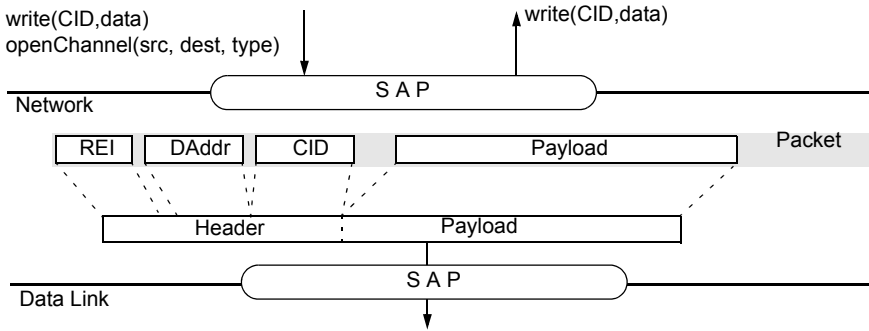 write(CID,data)
openChannel(src, dest, type)
write(CID,data)
S A P
Network
REI
DAddr
CID
Payload
Packet
Header
Payload
S A P
Data Link